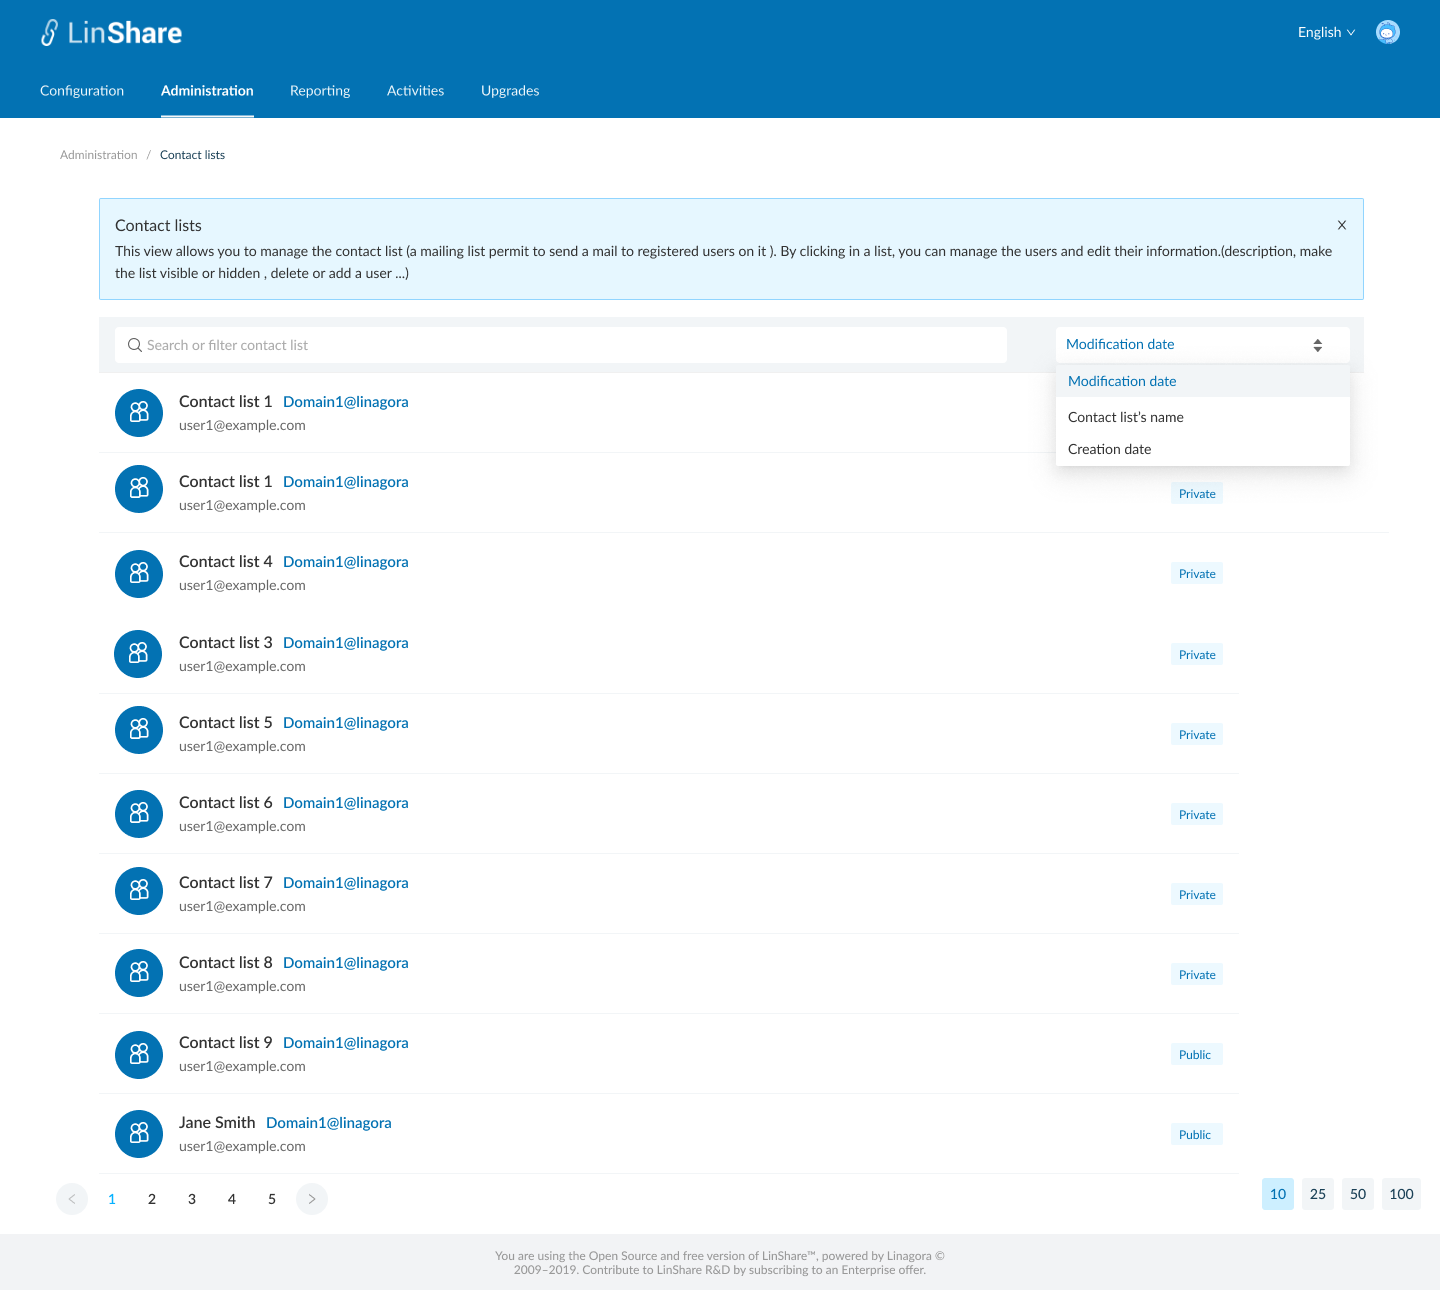 LinShare
English
Configuration
Administration
Reporting
Activities
Upgrades
Administration / Contact lists
Contact lists
This view allows you to manage the contact list (a mailing list permit to send a mail to registered users on it ). By clicking in a list, you can manage the users and edit their information.(description, make
the list visible or hidden , delete or add a user ...)
Search or filter contact list
Modification date
Modification date
Contact list's name
Creation date
Contact list 1 Domain1@linagora
user1@example.com
Contact list 1 Domain1@linagora
user1@example.com
Private
Contact list 4 Domain1@linagora
user1@example.com
Private
Contact list 3 Domain1@linagora
user1@example.com
Private
Contact list 5 Domain1@linagora
user1@example.com
Private
Contact list 6 Domain1@linagora
user1@example.com
Private
Contact list 7 Domain1@linagora
user1@example.com
Private
Contact list 8 Domain1@linagora
user1@example.com
Private
Contact list 9 Domain1@linagora
user1@example.com
Public
Jane Smith Domain1@linagora
user1@example.com
Public
< 1 2 3 4 5 >
10 25 50 100
You are using the Open Source and free version of LinShare™, powered by Linagora ©
2009–2019. Contribute to LinShare R&D by subscribing to an Enterprise offer.